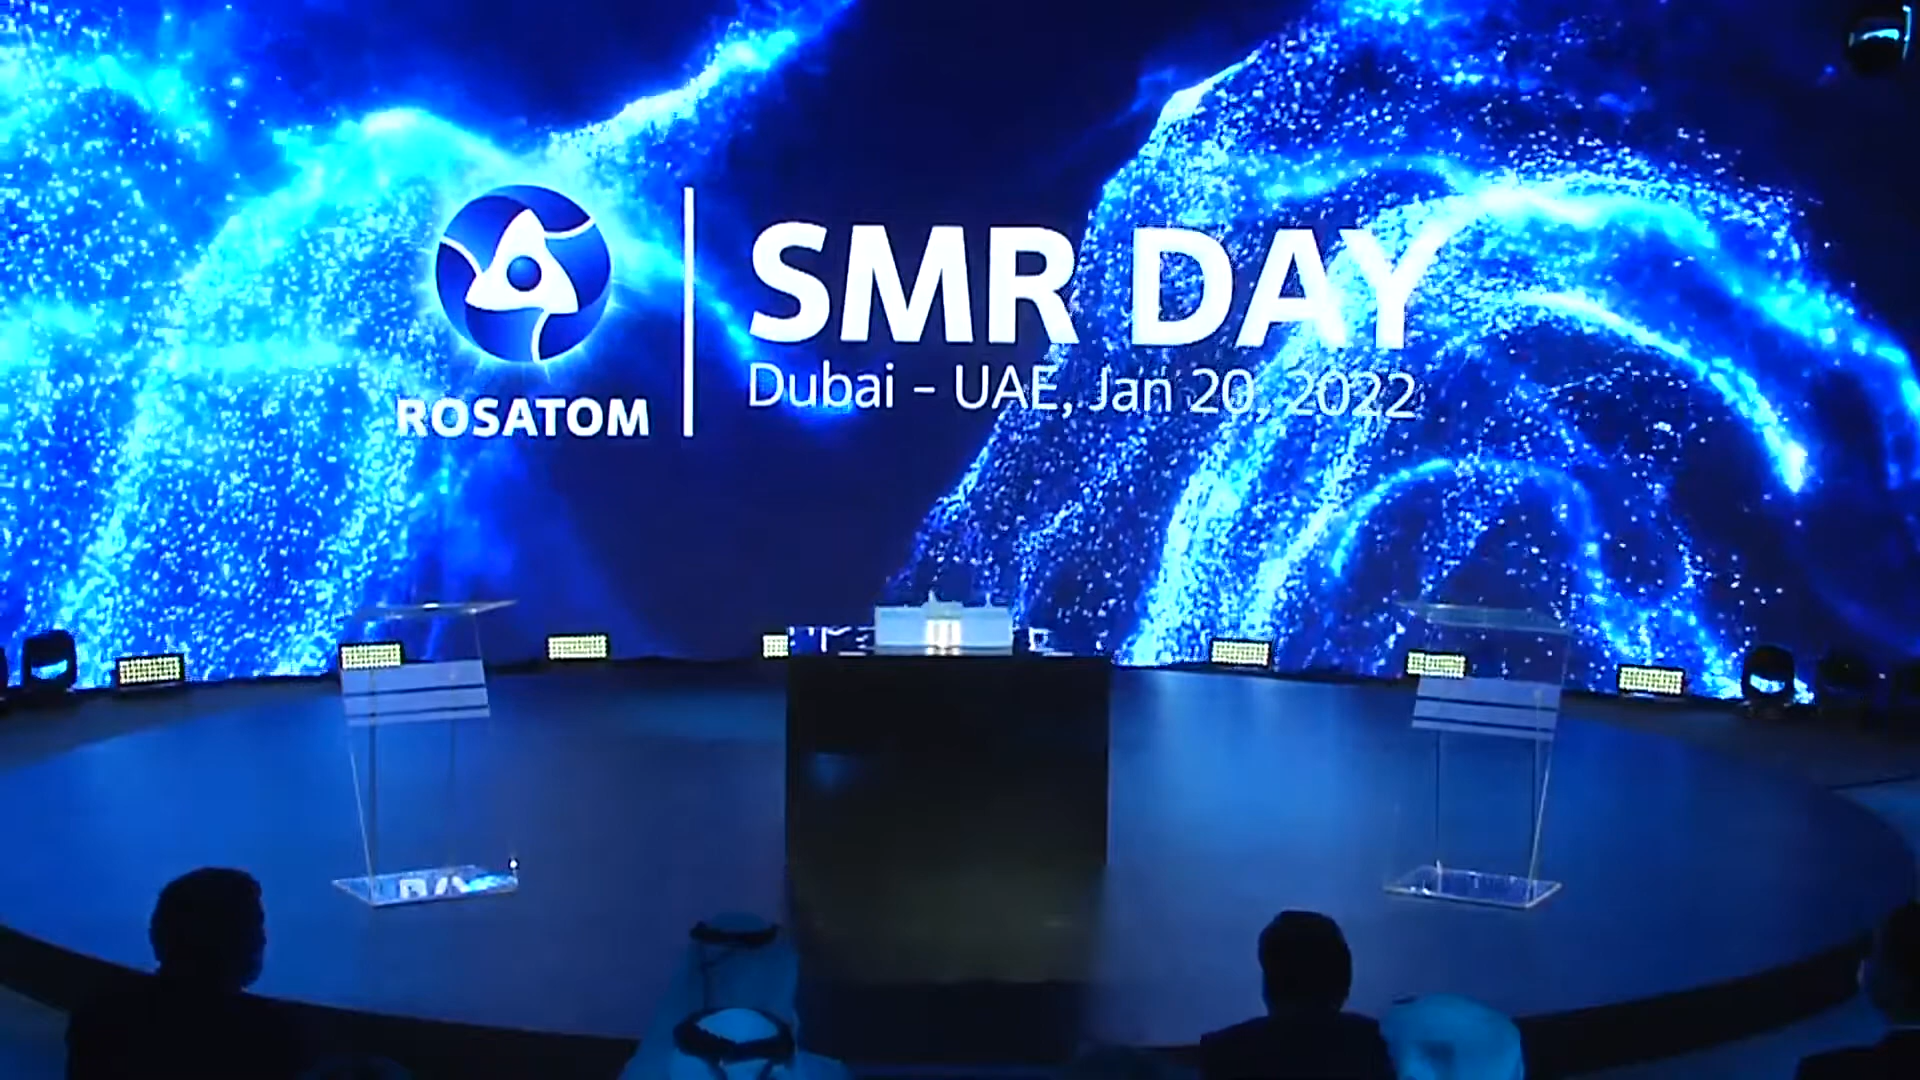 ROSATOM
SMR DAY
Dubai – UAE, Jan 20, 2022